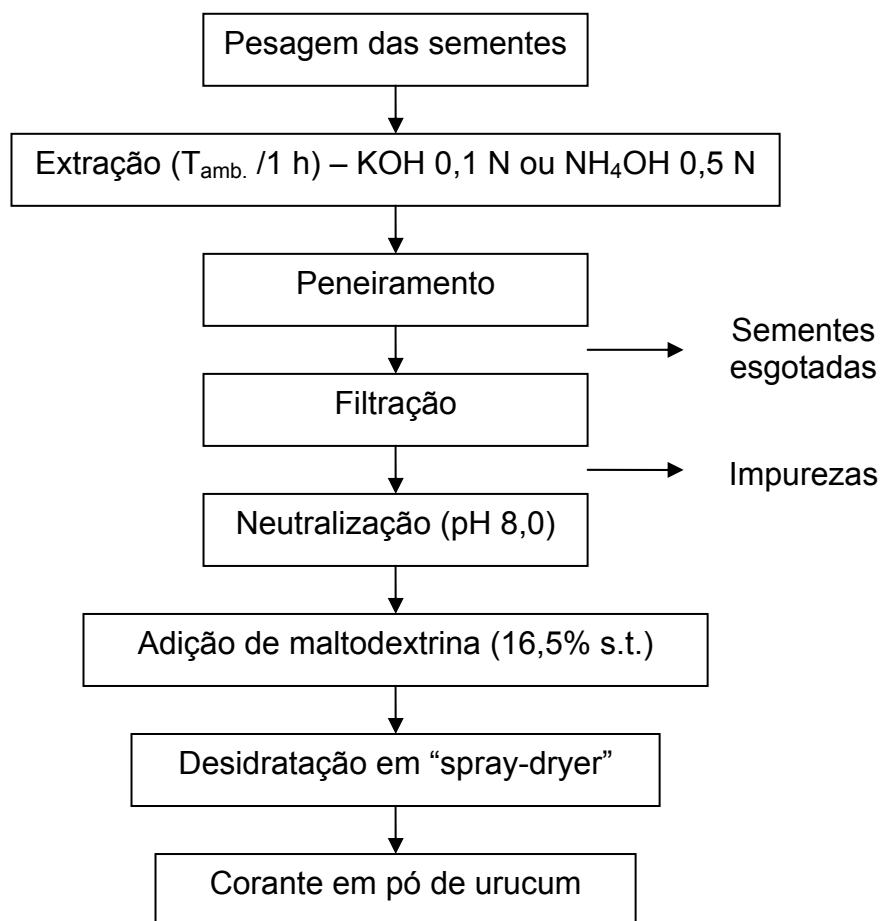 Pesagem das sementes
Extração (Tamb. /1 h) – KOH 0,1 N ou NH4OH 0,5 N
Peneiramento
Sementes
esgotadas
Filtração
Impurezas
Neutralização (pH 8,0)
Adição de maltodextrina (16,5% s.t.)
Desidratação em “spray-dryer”
Corante em pó de urucum